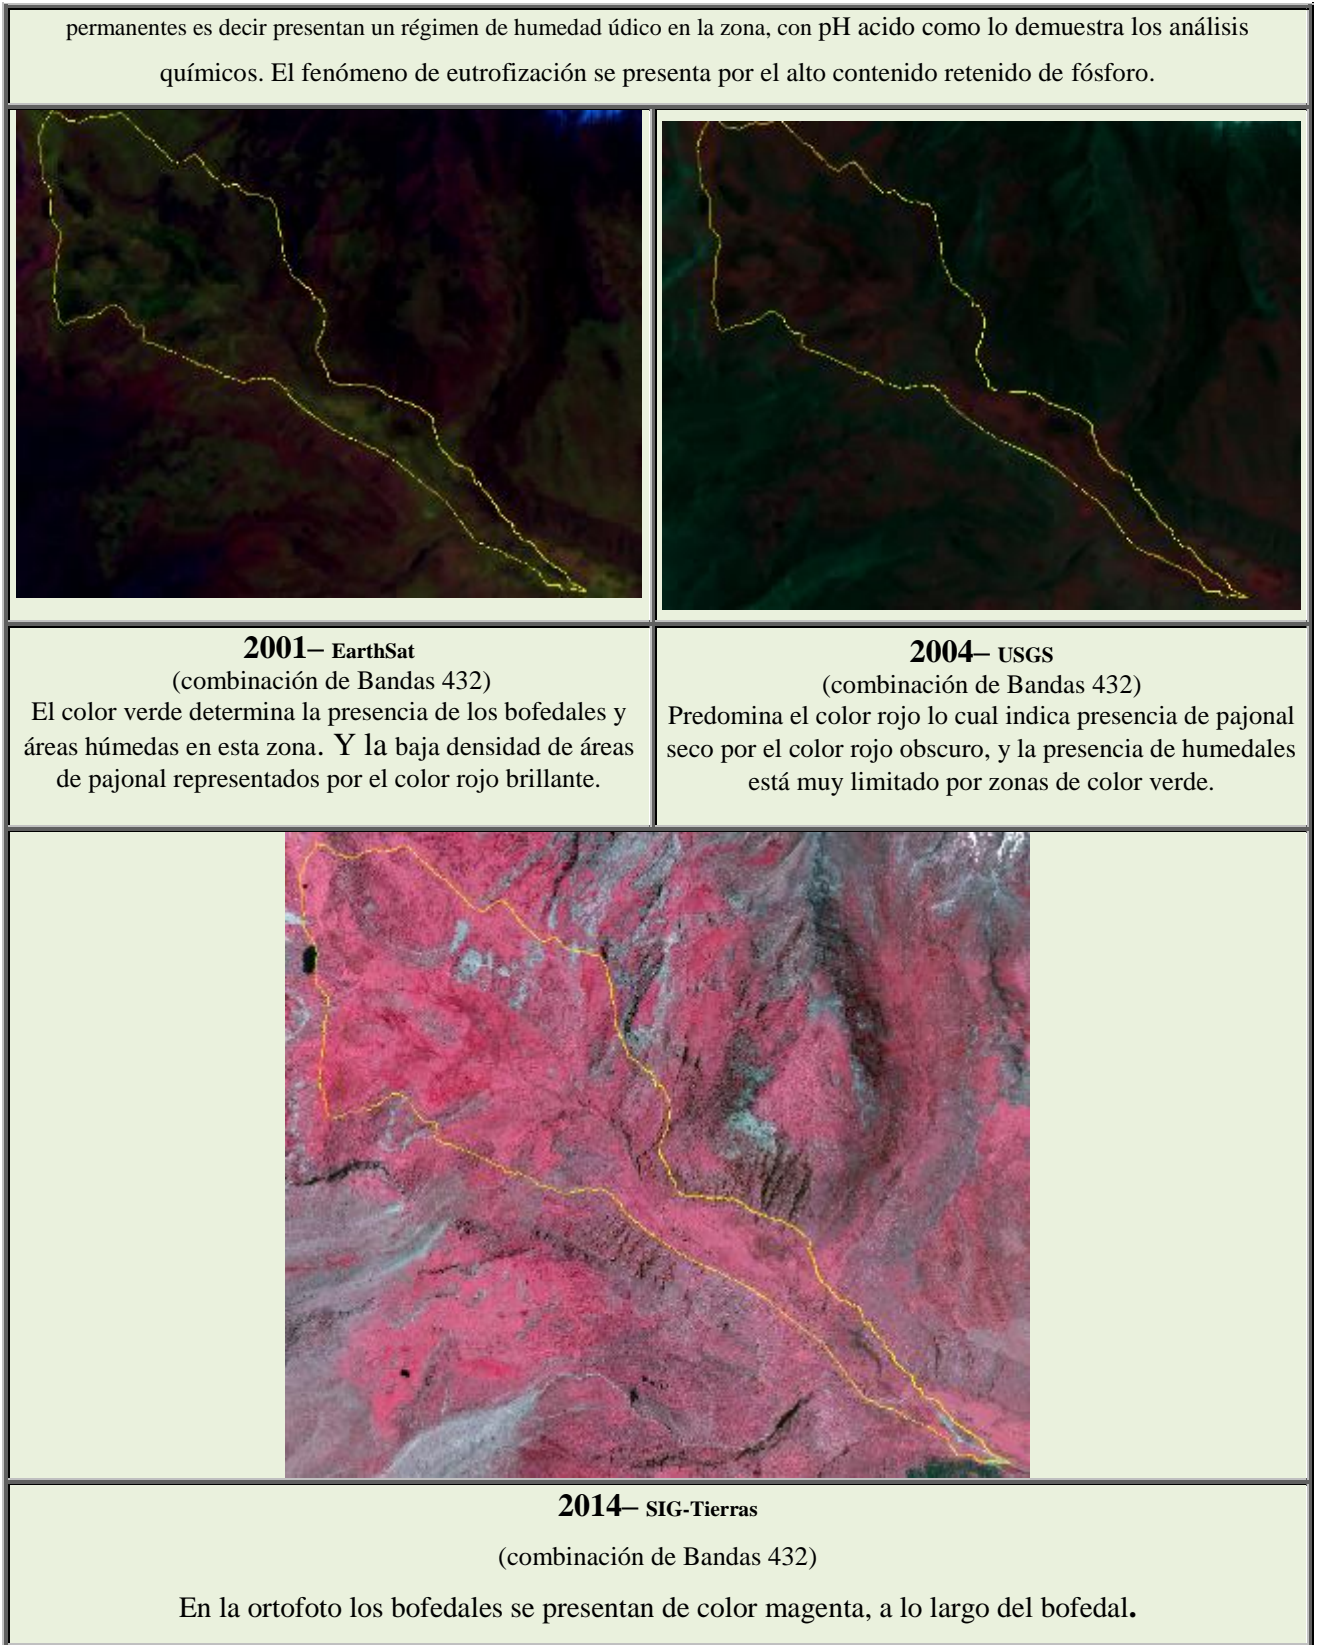 permanentes es decir presentan un régimen de humedad údico en la zona, con pH acido como lo demuestra los análisis
químicos. El fenómeno de eutrofización se presenta por el alto contenido retenido de fósforo.
2001– EarthSat
(combinación de Bandas 432)
El color verde determina la presencia de los bofedales y
áreas húmedas en esta zona. Y la baja densidad de áreas
de pajonal representados por el color rojo brillante.
2004– USGS
(combinación de Bandas 432)
Predomina el color rojo lo cual indica presencia de pajonal
seco por el color rojo obscuro, y la presencia de humedales
está muy limitado por zonas de color verde.
2014– SIG-Tierras
(combinación de Bandas 432)
En la ortofoto los bofedales se presentan de color magenta, a lo largo del bofedal.